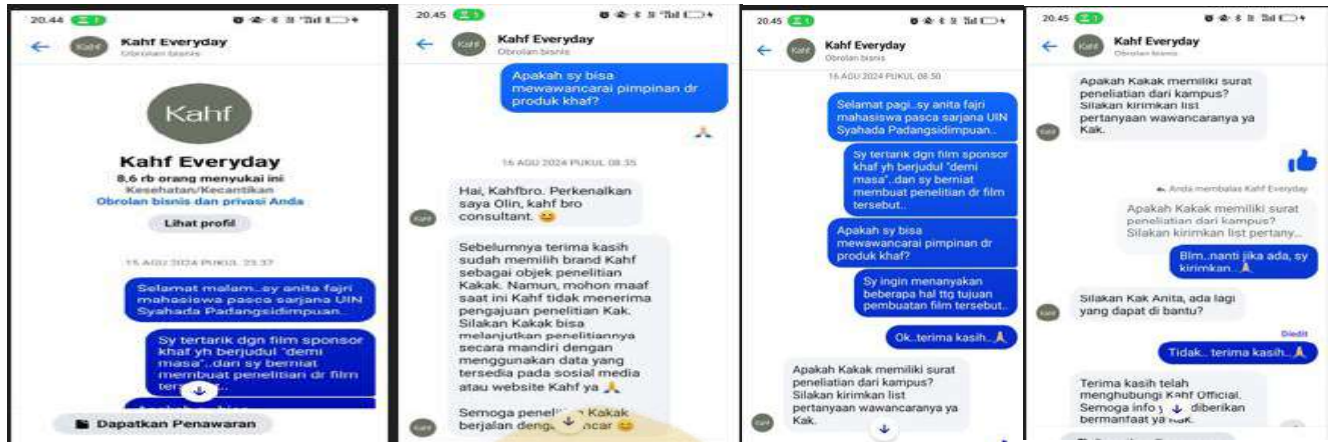 20.44
Kahf
Kahf Everyday
Obrolan bisnis
Kahf
Kahf Everyday
8,6 rb orang menyukai ini
Kesehatan/Kecantikan
Obrolan bisnis dan privasi Anda
Lihat profil
15 AGU 2024 PUKUL 23.37
Selamat malam..sy anita fajri
mahasiswa pasca sarjana UIN
Syahada Padangsidimpuan..
Sy tertarik dgn film sponsor
khaf yh berjudul "demi
masa"..dan sy berniat
membuat penelitian dr film
Dapatkan Penawaran
20.45
Kahf
Kahf Everyday
Obrolan bisnis
Apakah sy bisa
mewawancarai pimpinan dr
produk khaf?
🙏
16 AGU 2024 PUKUL 08.35
Hai, Kahfbro. Perkenalkan
saya Olin, kahf bro
consultant. 😊
Sebelumnya terima kasih
sudah memilih brand Kahf
sebagai objek penelitian
Kakak. Namun, mohon maaf
saat ini Kahf tidak menerima
pengajuan penelitian Kak.
Silakan Kakak bisa
melanjutkan penelitiannya
secara mandiri dengan
menggunakan data yang
tersedia pada sosial media
atau website Kahf ya 🙏
Semoga Kakak
berjalan
20.45
Kahf
Kahf Everyday
Obrolan bisnis
16 AGU 2024 PUKUL 08.50
Selamat pagi..sy anita fajri
mahasiswa pasca sarjana UIN
Syahada Padangsidimpuan..
Sy tertarik dgn film sponsor
khaf yh berjudul "demi
masa"..dan sy berniat
membuat penelitian dr film
tersebut..
Apakah sy bisa
mewawancarai pimpinan dr
produk khaf?
Sy ingin menanyakan
beberapa hal ttg tujuan
pembuatan film tersebut..
Ok..terima kasih..🙏
Apakah Kakak memiliki surat
peneliatian dari kampus?
Silakan kirimkan list
pertanyaan wawancaranya ya
Kak.
20.45
Kahf
Kahf Everyday
Obrolan bisnis
Apakah Kakak memiliki surat
peneliatian dari kampus?
Silakan kirimkan list
pertanyaan wawancaranya ya
Kak.
Anda membalas Kahf Everyday
Apakah Kakak memiliki surat
peneliatian dari kampus?
Silakan kirimkan list pertany...
Blm..nanti jika ada, sy
kirimkan..🙏
Silakan Kak Anita, ada lagi
yang dapat di bantu?
Diedit
Tidak.. terima kasih..🙏
Terima kasih telah
menghubungi Kahf Official.
Semoga info diberikan
bermanfaat ya Kak.